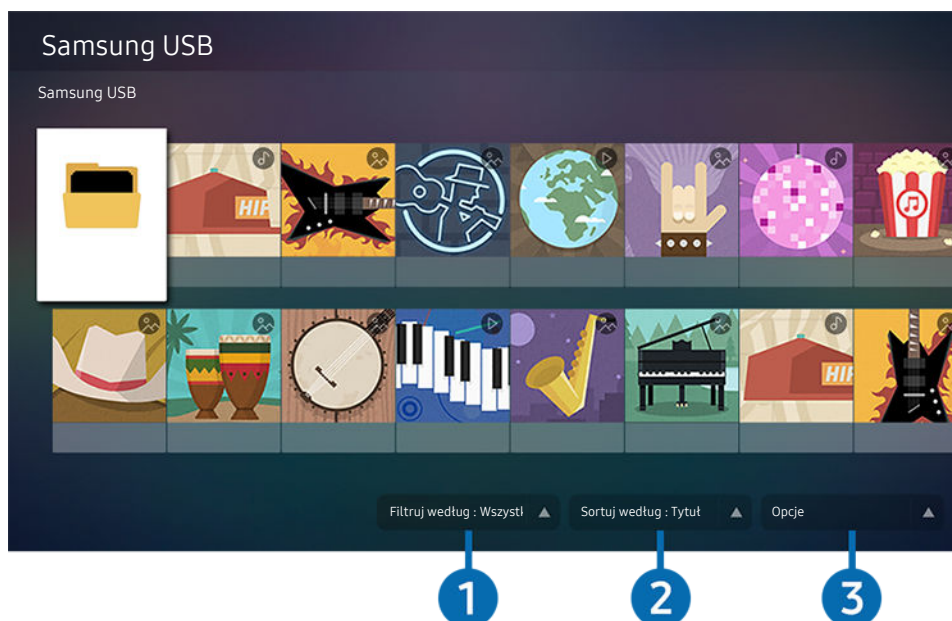 Samsung USB
Samsung USB
HIF
HIF
Filtruj według : Wszystł
Sortuj według : Tytuł
Opcje
1
2
3